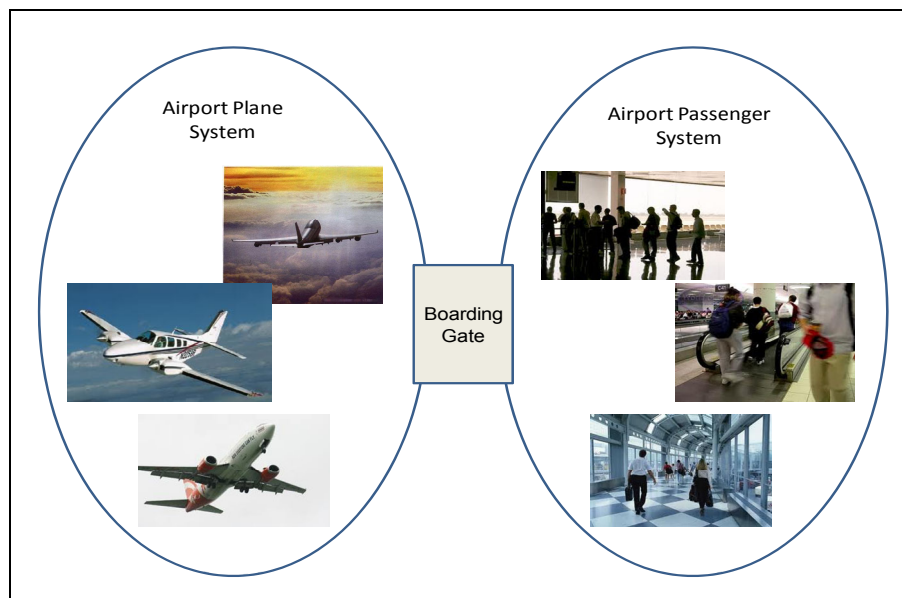 Airport Plane
System
Airport Passenger
System
Boarding
Gate